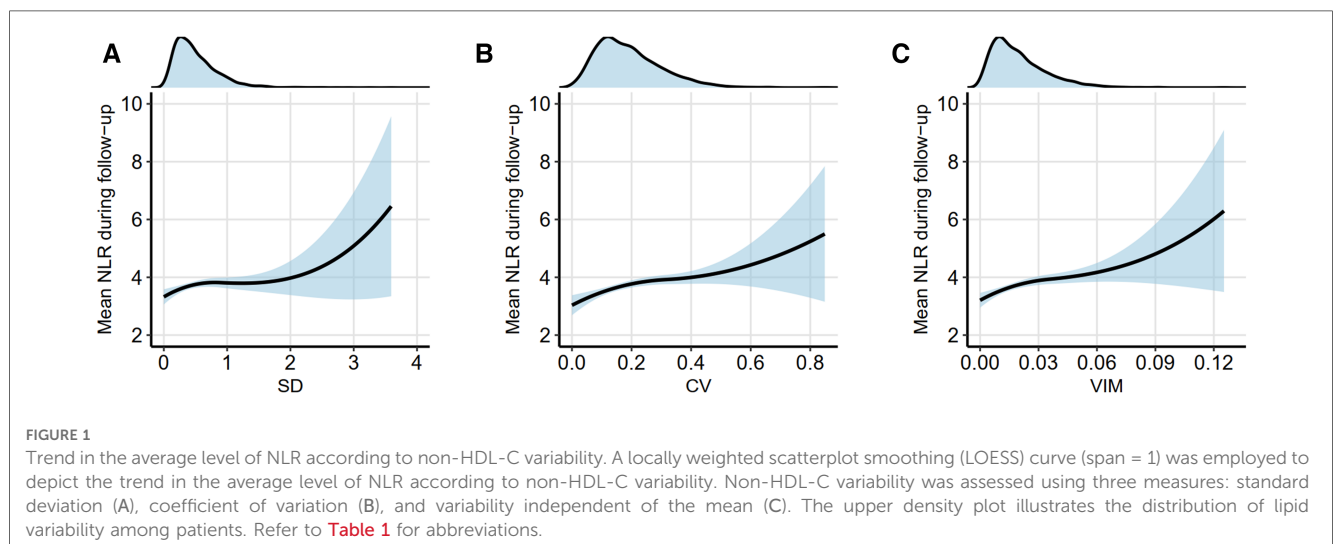 A
B
C
Mean NLR during follow−up
10
8
6
4
2
0
1
2
3
4
SD
Mean NLR during follow−up
10
8
6
4
2
0.0
0.2
0.4
0.6
0.8
CV
Mean NLR during follow−up
10
8
6
4
2
0.00
0.03
0.06
0.09
0.12
VIM
FIGURE 1
Trend in the average level of NLR according to non-HDL-C variability. A locally weighted scatterplot smoothing (LOESS) curve (span = 1) was employed to
depict the trend in the average level of NLR according to non-HDL-C variability. Non-HDL-C variability was assessed using three measures: standard
deviation (A), coefficient of variation (B), and variability independent of the mean (C). The upper density plot illustrates the distribution of lipid
variability among patients. Refer to Table 1 for abbreviations.